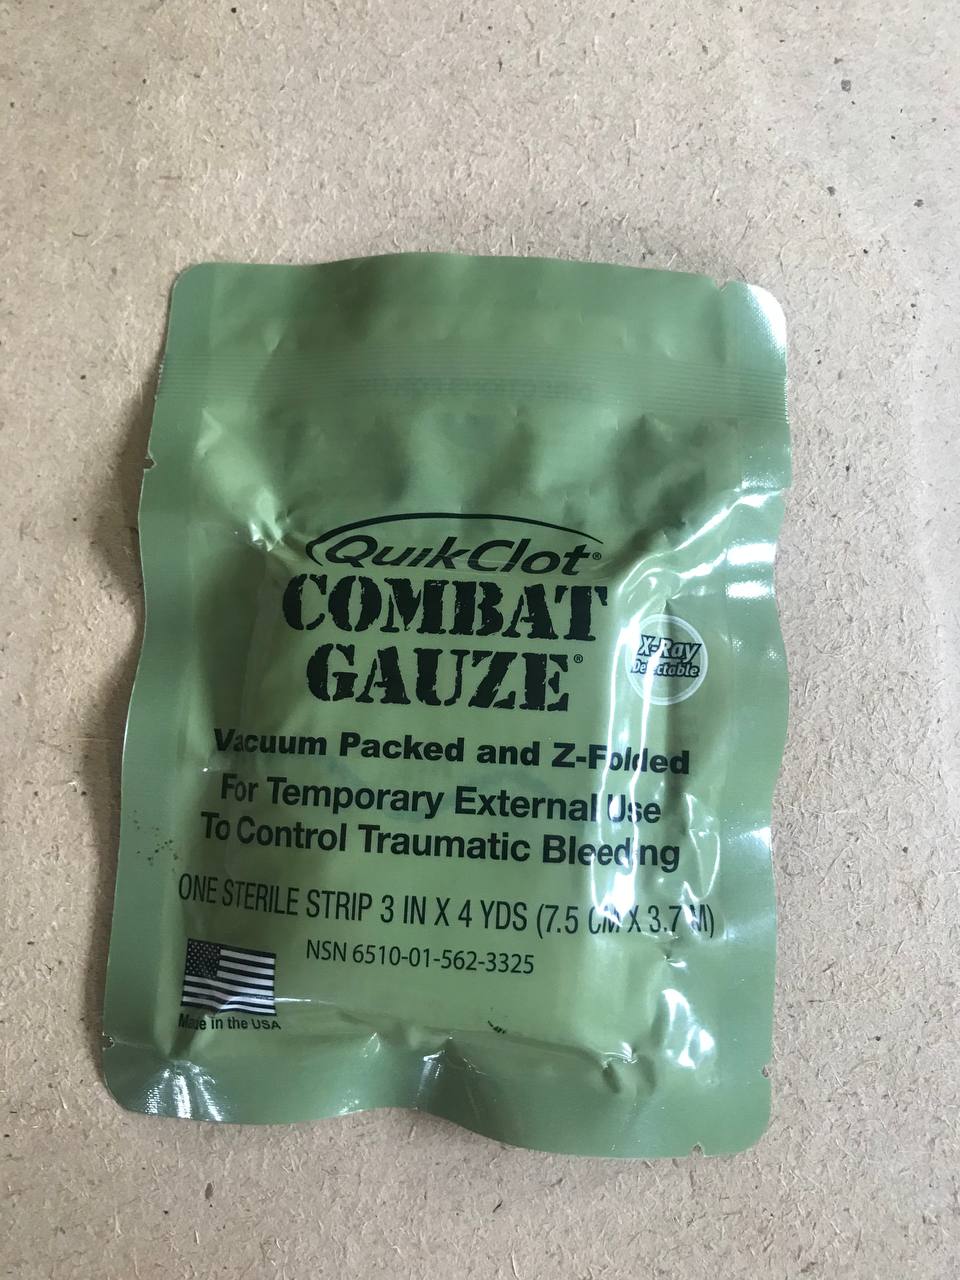 QuikClot®
COMBAT
GAUZE®
X-Ray
Detectable
Vacuum Packed and Z-Folded
For Temporary External Use
To Control Traumatic Bleeding
ONE STERILE STRIP 3 IN X 4 YDS (7.5 CM X 3.7 M)
NSN 6510-01-562-3325
Made in the USA